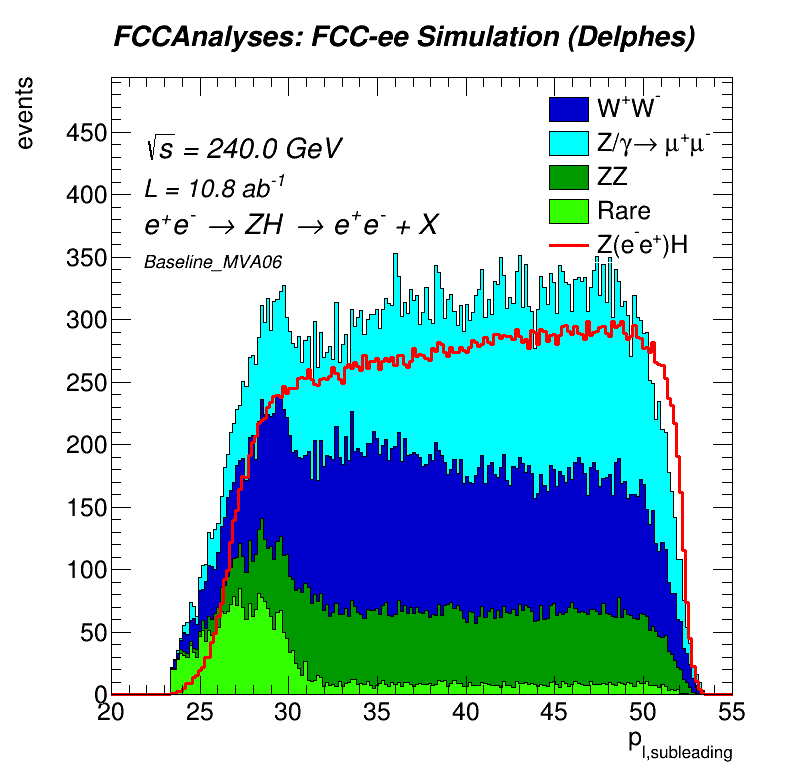 FCCAnalyses: FCC-ee Simulation (Delphes)
events
√s = 240.0 GeV
L = 10.8 ab⁻¹
e⁺e⁻ → ZH → e⁺e⁻ + X
Baseline_MVA06
W⁺W⁻
Z/γ→ μ⁺μ⁻
ZZ
Rare
Z(e⁻e⁺)H
450
400
350
300
250
200
150
100
50
0
20 25 30 35 40 45 50 55
p_l,subleading